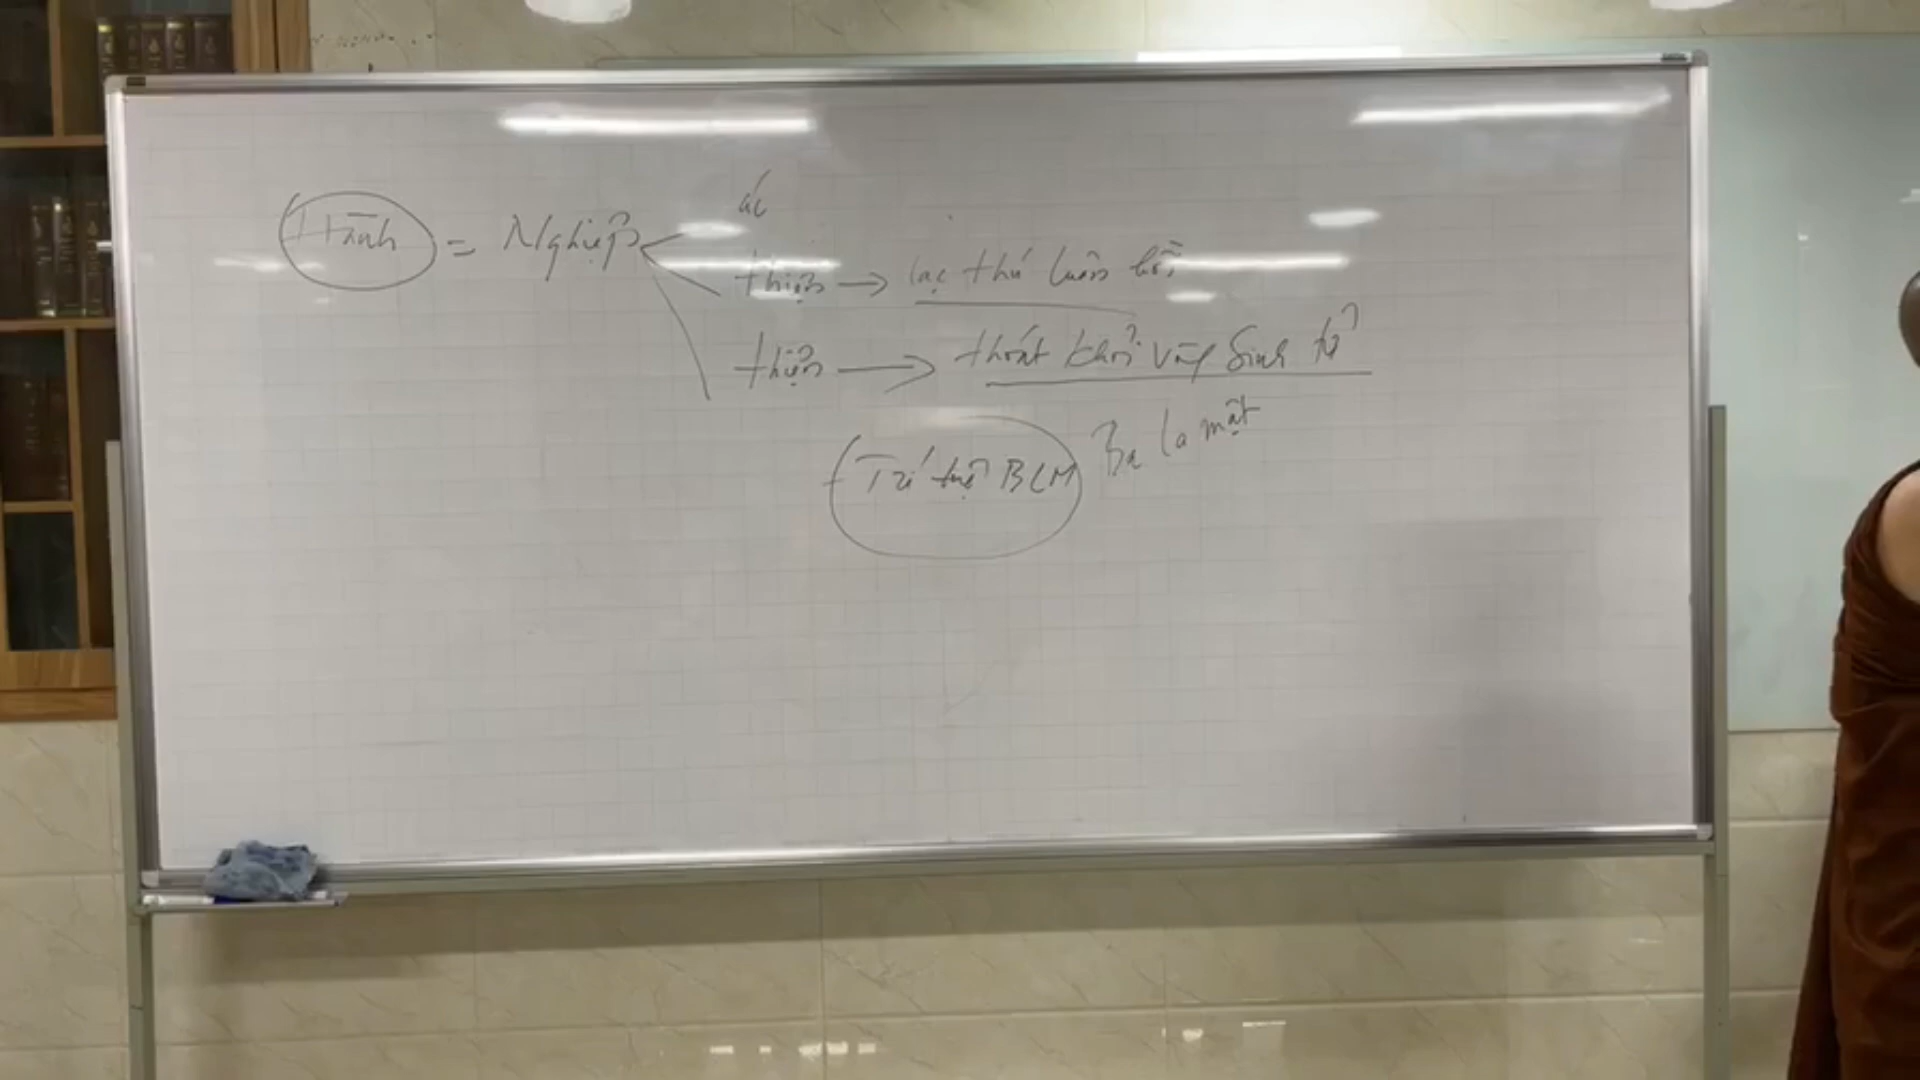 Hành = Nghiệp
ác
thiện → lạc thú luân hồi
thiện → thoát khỏi vòng sinh tử
Trí tuệ BLM Ba la mật